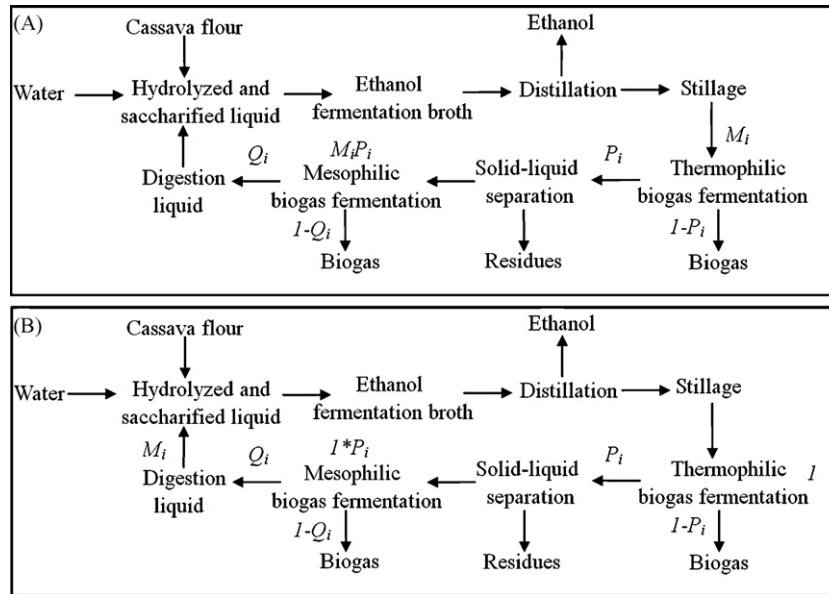 (A)
Cassava flour
Ethanol
Water
Hydrolyzed and
saccharified liquid
Ethanol
fermentation broth
Distillation
Stillage
Mi
Qi
MiPi
Pi
Digestion
liquid
Mesophilic
biogas fermentation
Solid-liquid
separation
Thermophilic
biogas fermentation
1-Qi
1-Pi
Biogas
Residues
Biogas
(B)
Cassava flour
Ethanol
Water
Hydrolyzed and
saccharified liquid
Ethanol
fermentation broth
Distillation
Stillage
Mi
Qi
1*Pi
Pi
Digestion
liquid
Mesophilic
biogas fermentation
Solid-liquid
separation
Thermophilic
biogas fermentation
1
1-Qi
1-Pi
Biogas
Residues
Biogas